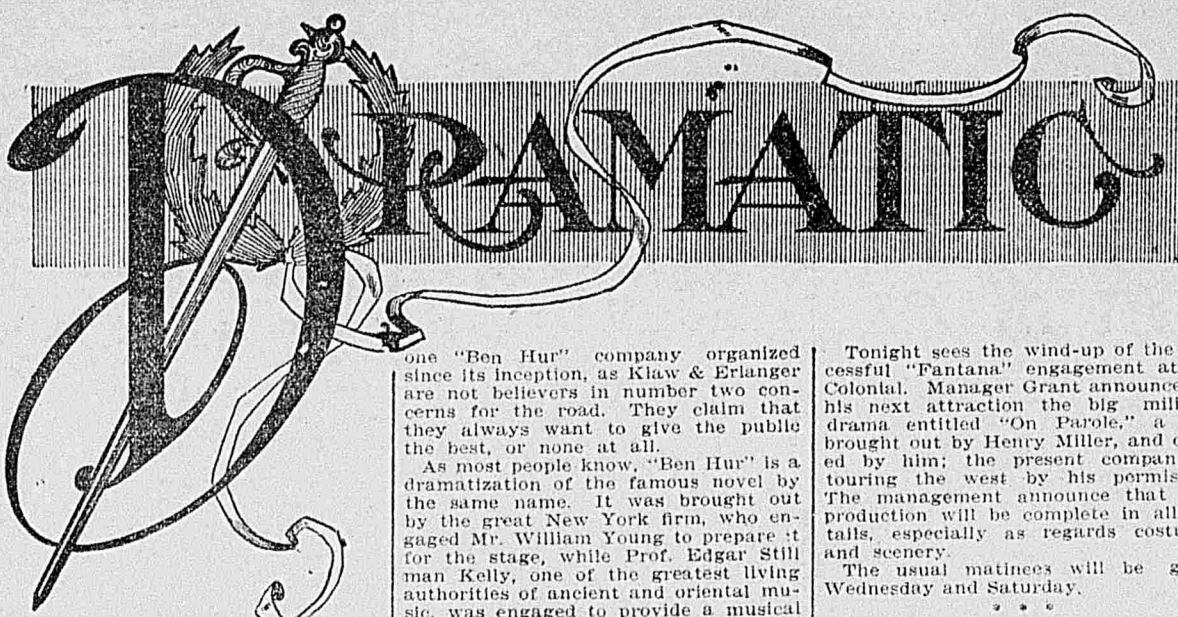 DRAMATIC
one "Ben Hur" company organized
since its inception, as Klaw & Erlanger
are not believers in number two con-
cerns for the road. They claim that
they always want to give the public
the best, or none at all.
As most people know, "Ben Hur" is a
dramatization of the famous novel by
the same name. It was brought out
by the great New York firm, who en-
gaged Mr. William Young to prepare it
for the stage, while Prof. Edgar Still
man Kelly, one of the greatest living
authorities of ancient and oriental mu-
sic, was engaged to provide a musical
Tonight sees the wind-up of the
cessful "Fantana" engagement at
Colonial. Manager Grant announce
his next attraction the big mili
drama entitled "On Parole," a
brought out by Henry Miller, and
ed by him; the present compan
touring the west by his permis
The management announce that
production will be complete in all
tails, especially as regards costu
and scenery.
The usual matinees will be g
Wednesday and Saturday.
* * *